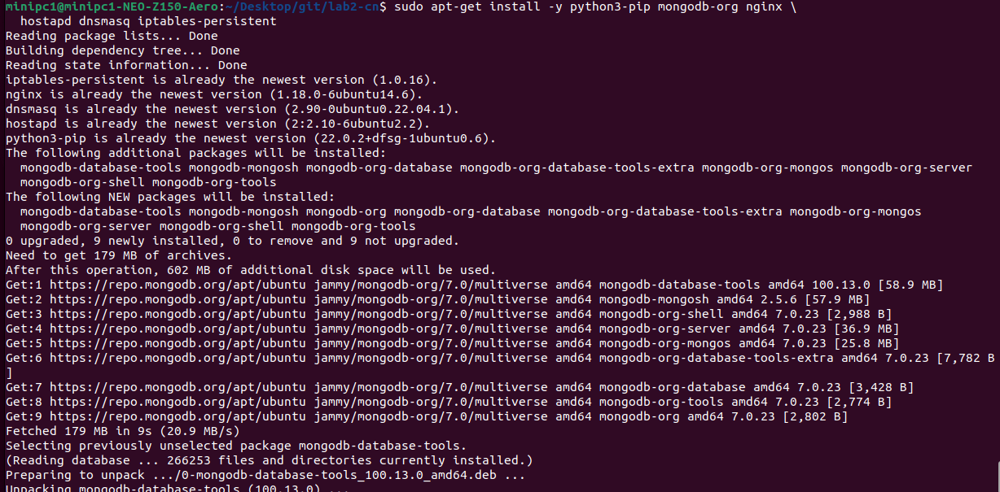 minipc1@minipc1-NEO-Z150-Aero:~/Desktop/git/lab2-cn$ sudo apt-get install -y python3-pip mongodb-org nginx \
  hostapd dnsmasq iptables-persistent
Reading package lists... Done
Building dependency tree... Done
Reading state information... Done
iptables-persistent is already the newest version (1.0.16).
nginx is already the newest version (1.18.0-6ubuntu14.6).
dnsmasq is already the newest version (2.90-0ubuntu0.22.04.1).
hostapd is already the newest version (2:2.10-6ubuntu2.2).
python3-pip is already the newest version (22.0.2+dfsg-1ubuntu0.6).
The following additional packages will be installed:
  mongodb-database-tools mongodb-mongosh mongodb-org-database mongodb-org-database-tools-extra mongodb-org-mongos mongodb-org-server
  mongodb-org-shell mongodb-org-tools
The following NEW packages will be installed:
  mongodb-database-tools mongodb-mongosh mongodb-org mongodb-org-database mongodb-org-database-tools-extra mongodb-org-mongos
  mongodb-org-server mongodb-org-shell mongodb-org-tools
0 upgraded, 9 newly installed, 0 to remove and 9 not upgraded.
Need to get 179 MB of archives.
After this operation, 602 MB of additional disk space will be used.
Get:1 https://repo.mongodb.org/apt/ubuntu jammy/mongodb-org/7.0/multiverse amd64 mongodb-database-tools amd64 100.13.0 [58.9 MB]
Get:2 https://repo.mongodb.org/apt/ubuntu jammy/mongodb-org/7.0/multiverse amd64 mongodb-mongosh amd64 2.5.6 [57.9 MB]
Get:3 https://repo.mongodb.org/apt/ubuntu jammy/mongodb-org/7.0/multiverse amd64 mongodb-org-shell amd64 7.0.23 [2,988 B]
Get:4 https://repo.mongodb.org/apt/ubuntu jammy/mongodb-org/7.0/multiverse amd64 mongodb-org-server amd64 7.0.23 [36.9 MB]
Get:5 https://repo.mongodb.org/apt/ubuntu jammy/mongodb-org/7.0/multiverse amd64 mongodb-org-mongos amd64 7.0.23 [25.8 MB]
Get:6 https://repo.mongodb.org/apt/ubuntu jammy/mongodb-org/7.0/multiverse amd64 mongodb-org-database-tools-extra amd64 7.0.23 [7,782 B
]
Get:7 https://repo.mongodb.org/apt/ubuntu jammy/mongodb-org/7.0/multiverse amd64 mongodb-org-database amd64 7.0.23 [3,428 B]
Get:8 https://repo.mongodb.org/apt/ubuntu jammy/mongodb-org/7.0/multiverse amd64 mongodb-org-tools amd64 7.0.23 [2,774 B]
Get:9 https://repo.mongodb.org/apt/ubuntu jammy/mongodb-org/7.0/multiverse amd64 mongodb-org amd64 7.0.23 [2,802 B]
Fetched 179 MB in 9s (20.9 MB/s)
Selecting previously unselected package mongodb-database-tools.
(Reading database ... 266253 files and directories currently installed.)
Preparing to unpack .../0-mongodb-database-tools_100.13.0_amd64.deb ...
Unpacking mongodb-database-tools (100.13.0) ...